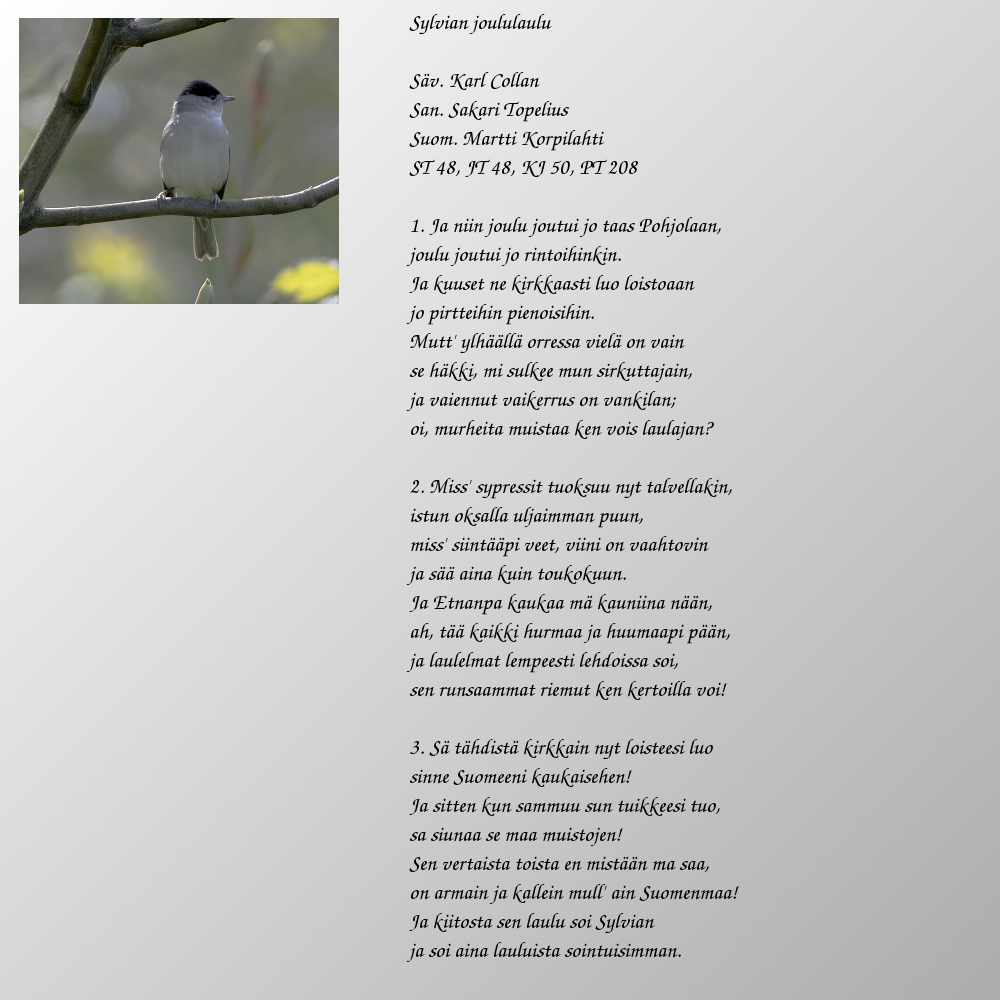 Sylvian joululaulu
Säv. Karl Collan
San. Sakari Topelius
Suom. Martti Korpilahti
ST 48, JT 48, KJ 50, PT 208
1. Ja niin joulu joutui jo taas Pohjolaan,
joulu joutui jo rintoihinkin.
Ja kuuset ne kirkkaasti luo loistoaan
jo pirtteihin pienoisihin.
Mutt' ylhäällä orressa vielä on vain
se häkki, mi sulkee mun sirkuttajain,
ja vaiennut vaikerrus on vankilan;
oi, murheita muistaa ken vois laulajan?
2. Miss' sypressit tuoksuu nyt talvellakin,
istun oksalla uljaimman puun,
miss' siintääpi veet, viini on vaahtovin
ja sää aina kuin toukokuun.
Ja Etnanpa kaukaa mä kauniina nään,
ah, tää kaikki hurmaa ja huumaapi pään,
ja laulelmat lempeesti lehdoissa soi,
sen runsaammat riemut ken kertoilla voi!
3. Sä tähdistä kirkkain nyt loisteesi luo
sinne Suomeeni kaukaisehen!
Ja sitten kun sammuu sun tuikkeesi tuo,
sa siunaa se maa muistojen!
Sen vertaista toista en mistään ma saa,
on armain ja kallein mull' ain Suomenmaa!
Ja kiitosta sen laulu soi Sylvian
ja soi aina lauluista sointuisimman.